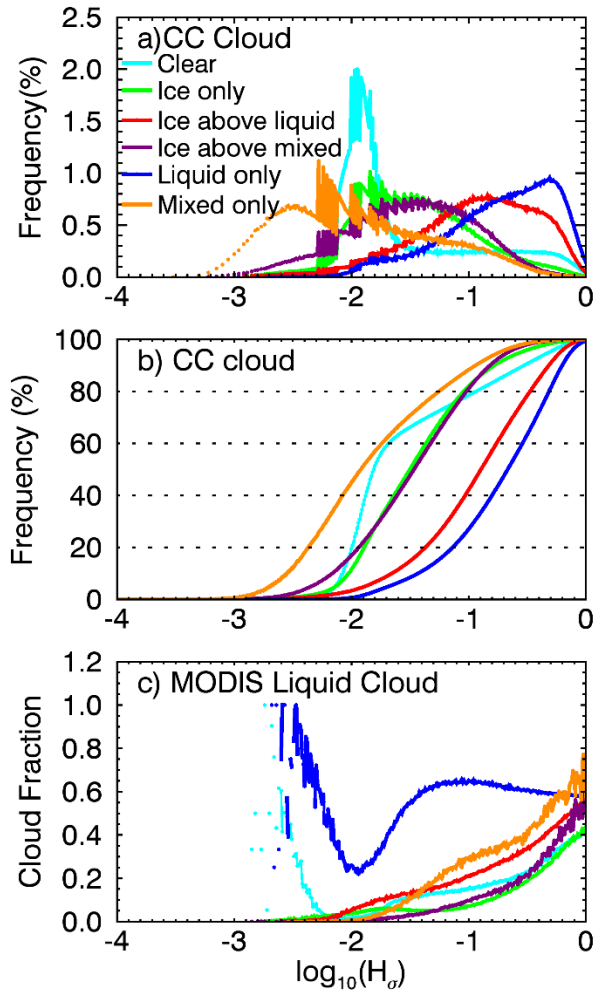 a)CC Cloud
Clear
Ice only
Ice above liquid
Ice above mixed
Liquid only
Mixed only
Frequency(%)
2.5
2.0
1.5
1.0
0.5
0.0
-4 -3 -2 -1 0
b) CC cloud
Frequency (%)
100
80
60
40
20
0
-4 -3 -2 -1 0
c) MODIS Liquid Cloud
Cloud Fraction
1.2
1.0
0.8
0.6
0.4
0.2
0.0
-4 -3 -2 -1 0
log10(Hσ)